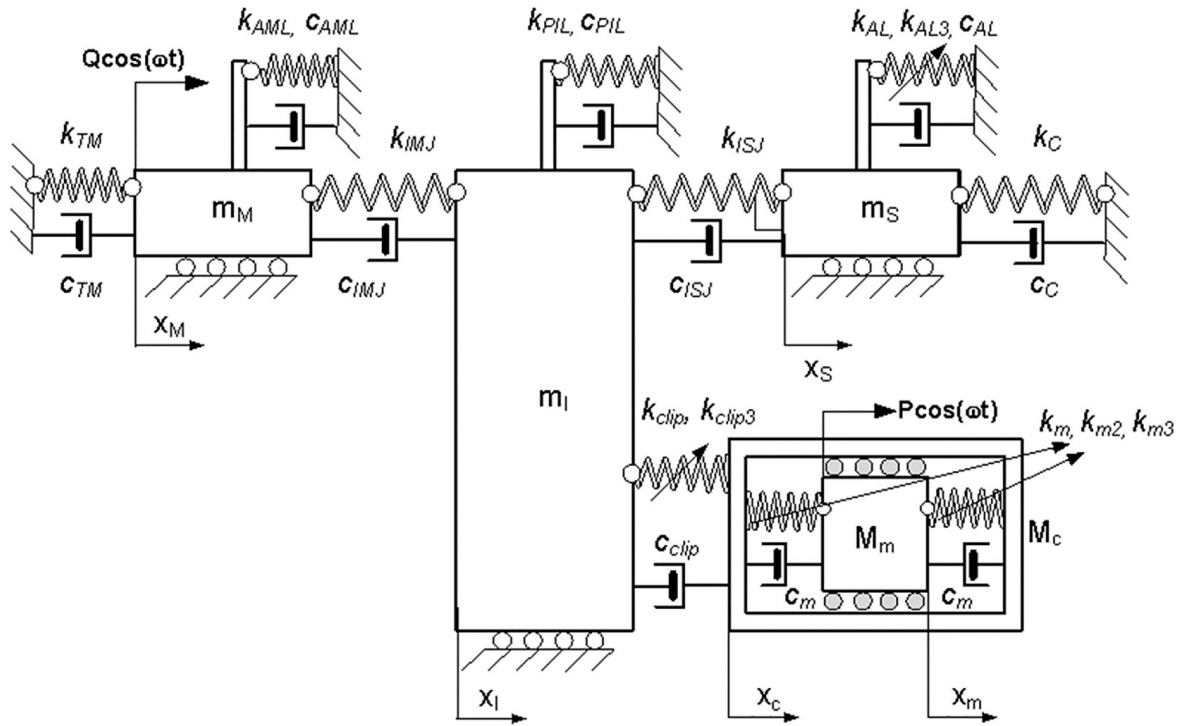 k_AML, c_AML
k_PIL, c_PIL
k_AL, k_AL3, c_AL
Qcos(ωt)
k_TM
k_IMJ
k_ISJ
k_C
m_M
m_S
c_TM
c_IMJ
c_ISJ
c_C
x_M
x_S
m_I
k_clip, k_clip3
Pcos(ωt)
k_m, k_m2, k_m3
M_m
M_c
c_clip
c_m
c_m
x_I
x_c
x_m